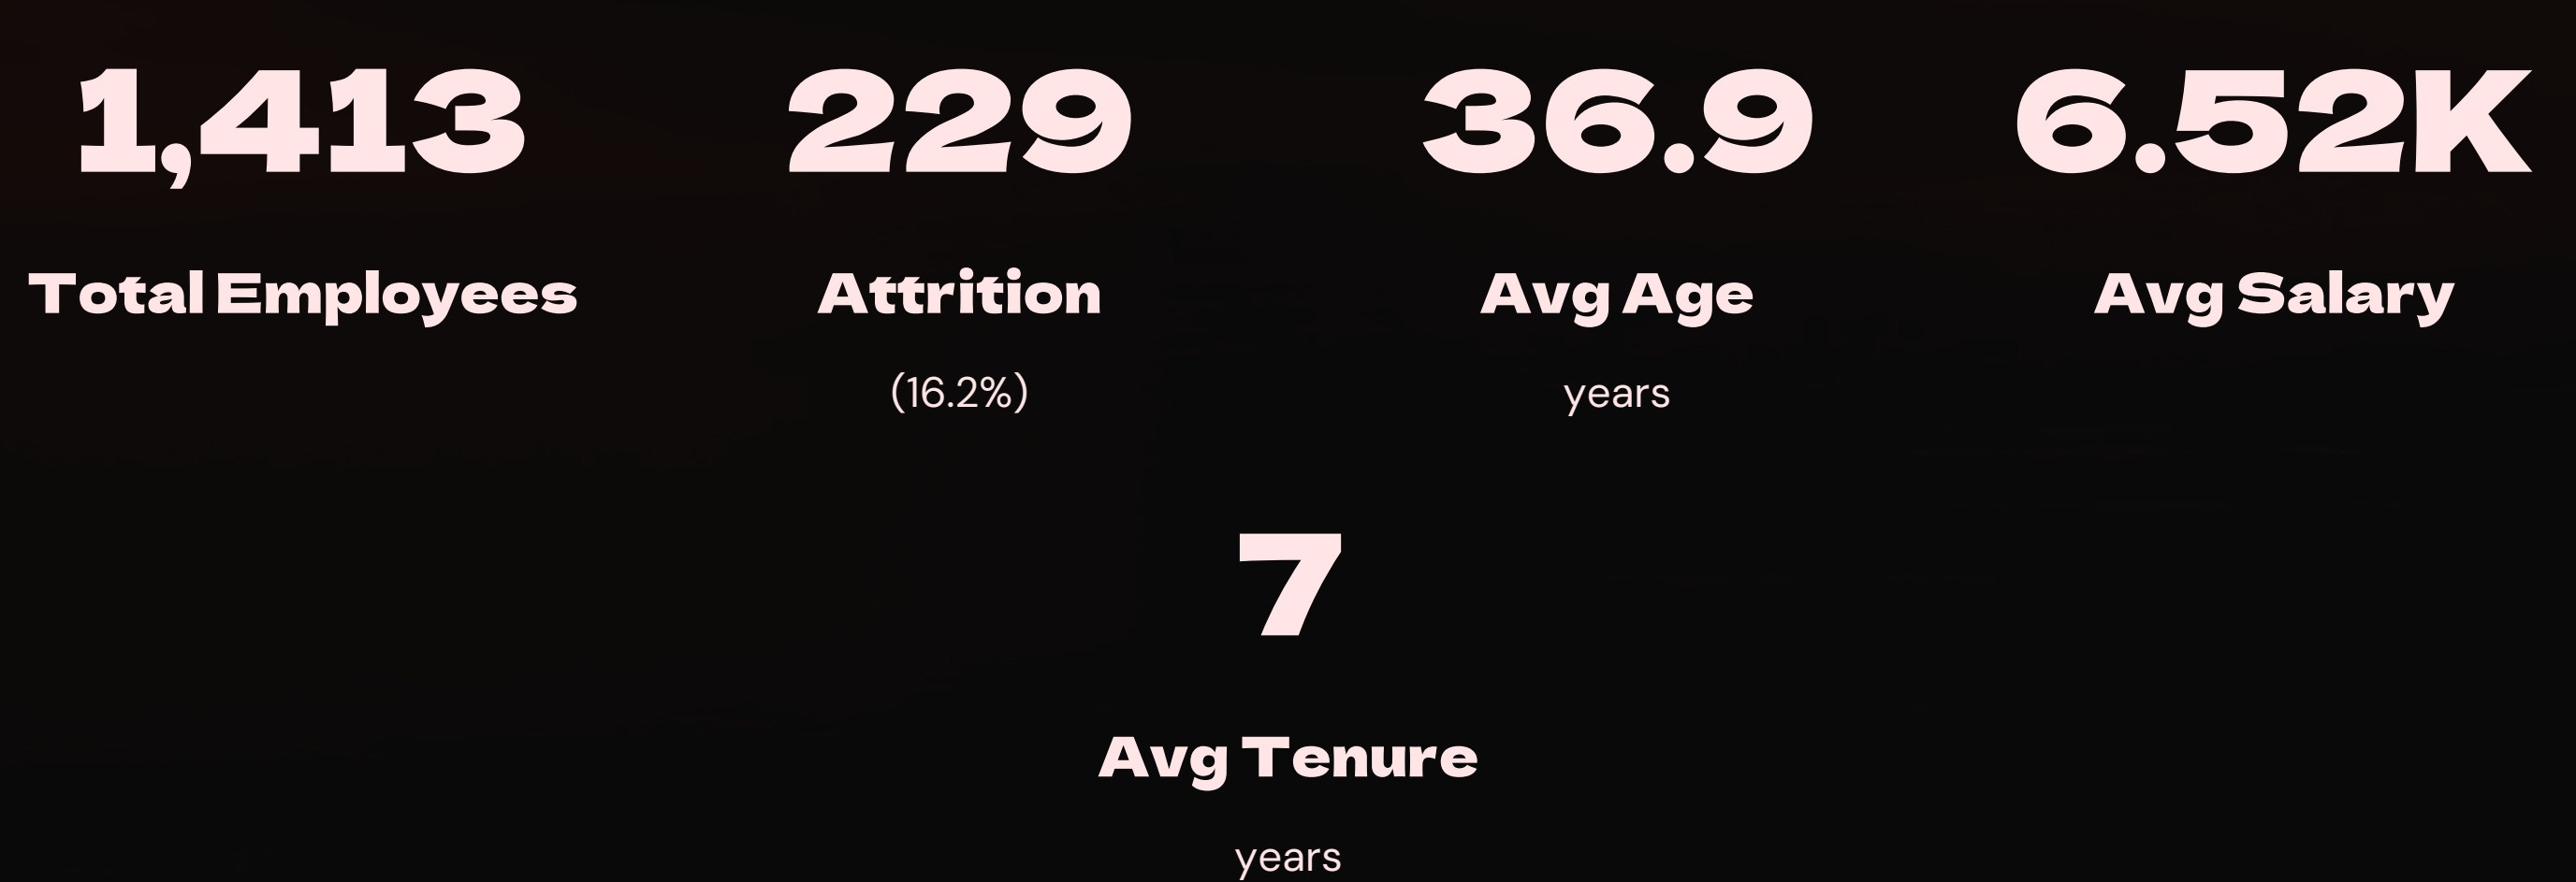 1,413 229 36.9 6.52K
Total Employees Attrition Avg Age Avg Salary
(16.2%) years
7
Avg Tenure
years